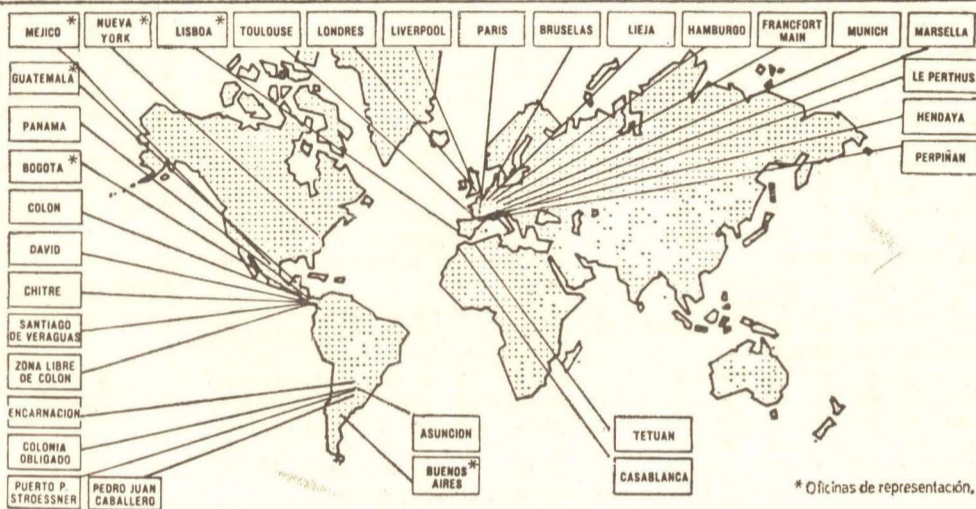 MEJICO *
NUEVA * YORK
LISBOA *
TOULOUSE
LONDRES
LIVERPOOL
PARIS
BRUSELAS
LIEJA
HAMBURGO
FRANCFORT
MAIN
MUNICH
MARSELLA
GUATEMALA *
LE PERTHUS
PANAMA
HENDAYA
BOGOTA *
PERPIÑAN
COLON
DAVID
CHITRE
SANTIAGO
DE VERAGUAS
ZONA LIBRE
DE COLON
ENCARNACION
COLONIA
OBLIGADO
PUERTO P.
STROESSNER
PEDRO JUAN
CABALLERO
ASUNCION
BUENOS *
AIRES
TETUAN
CASABLANCA
* Oficinas de representación.